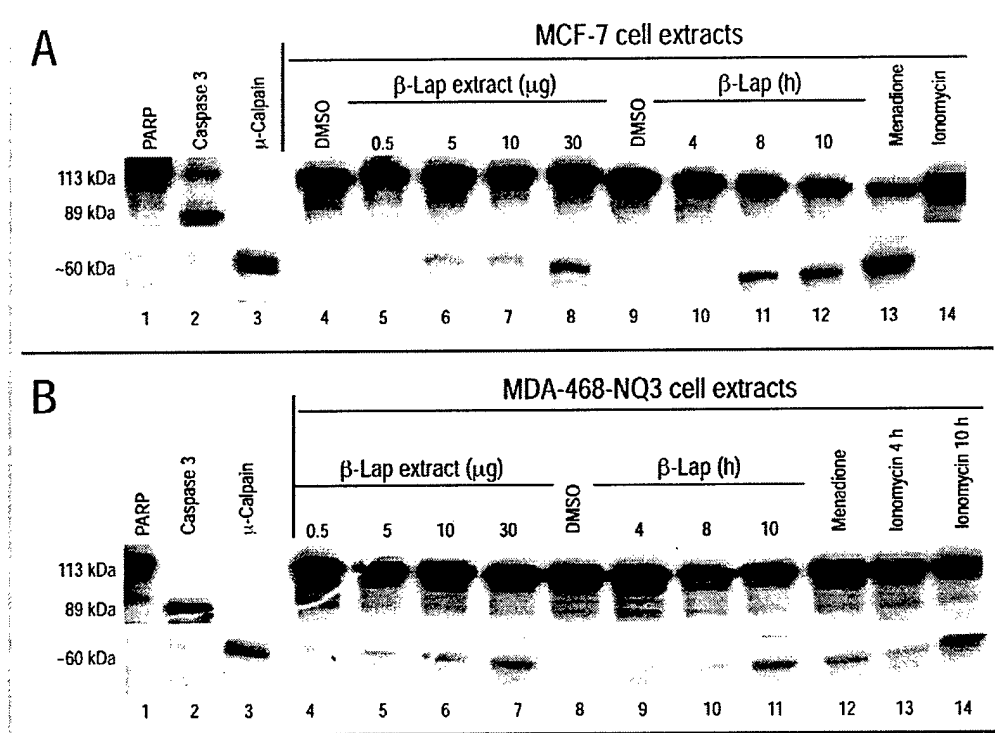 A
MCF-7 cell extracts
PARP
Caspase 3
μ-Calpain
DMSO
β-Lap extract (μg)
DMSO
β-Lap (h)
Menadione
Ionomycin
0.5 5 10 30 4 8 10
113 kDa
89 kDa
~60 kDa
1 2 3 4 5 6 7 8 9 10 11 12 13 14
B
MDA-468-NQ3 cell extracts
PARP
Caspase 3
μ-Calpain
β-Lap extract (μg)
DMSO
β-Lap (h)
Menadione
Ionomycin 4 h
Ionomycin 10 h
0.5 5 10 30 4 8 10
113 kDa
89 kDa
~60 kDa
1 2 3 4 5 6 7 8 9 10 11 12 13 14